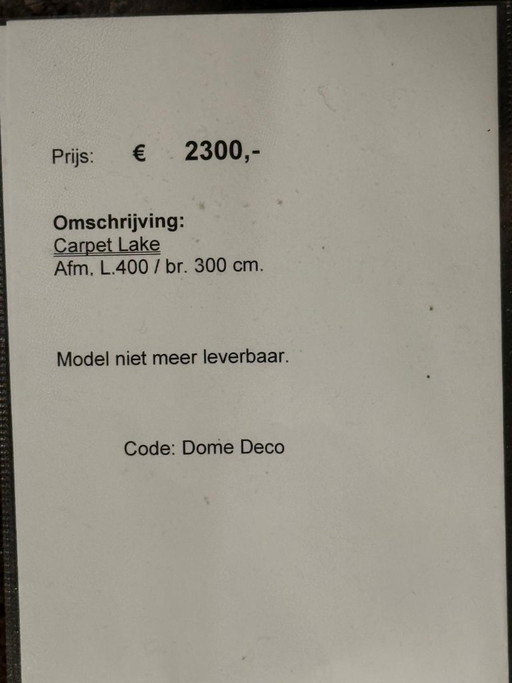 Prijs: € 2300,-
Omschrijving:
Carpet Lake
Afm. L.400 / br. 300 cm.
Model niet meer leverbaar.
Code: Dome Deco